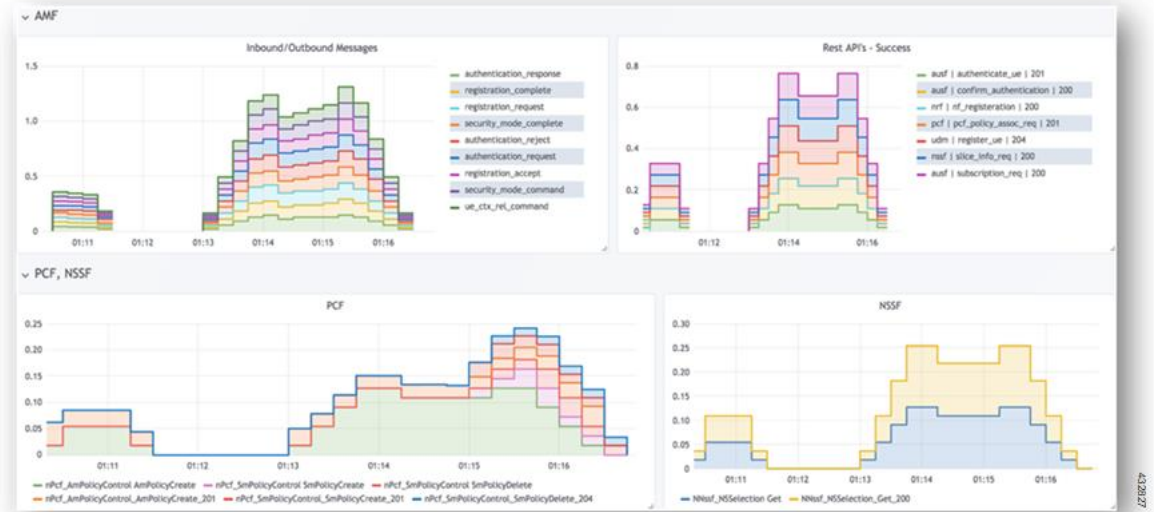 AMF
Inbound/Outbound Messages
1.5
1.0
0.5
0
01:11 01:12 01:13 01:14 01:15 01:16
authentication_response
registration_complete
registration_request
security_mode_complete
authentication_reject
authentication_request
registration_accept
security_mode_command
ue_ctx_rel_command
Rest API's - Success
0.8
0.6
0.4
0.2
0
01:12 01:14 01:16
ausf | authenticate_ue | 201
ausf | confirm_authentication | 200
nrf | nf_registeration | 200
pcf | pcf_policy_assoc_req | 201
udm | register_ue | 204
nssf | slice_info_req | 200
ausf | subscription_req | 200
PCF, NSSF
PCF
0.25
0.20
0.15
0.10
0.05
0
01:11 01:12 01:13 01:14 01:15 01:16
nPcf_AmPolicyControl AmPolicyCreate nPcf_SmPolicyControl SmPolicyCreate nPcf_SmPolicyControl SmPolicyDelete
nPcf_AmPolicyControl_AmPolicyCreate_201 nPcf_SmPolicyControl_SmPolicyCreate_201 nPcf_SmPolicyControl_SmPolicyDelete_204
NSSF
0.30
0.25
0.20
0.15
0.10
0.05
0
01:11 01:12 01:13 01:14 01:15 01:16
NNssf_NSSelection Get NNssf_NSSelection_Get_200
432827